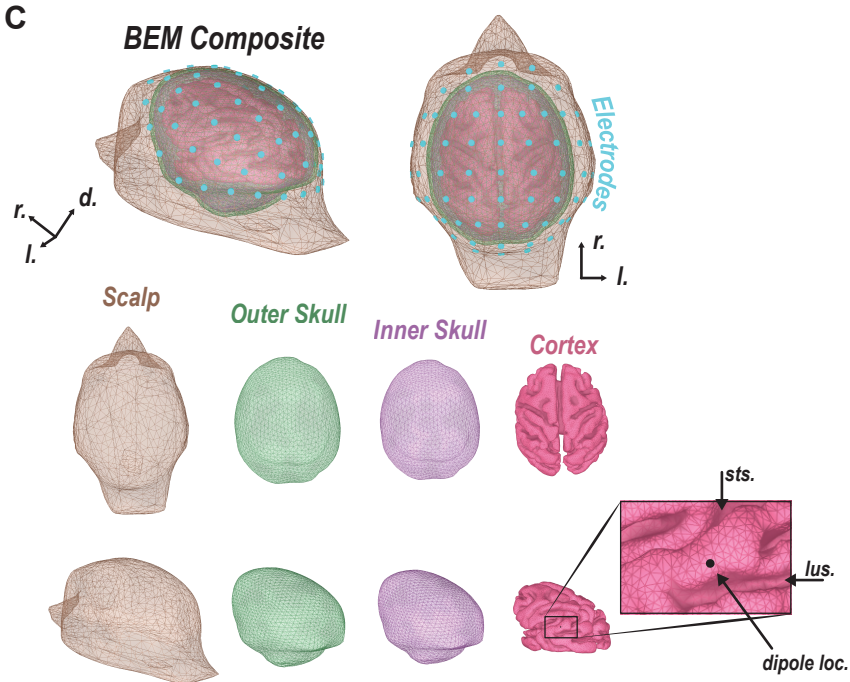 C
BEM Composite
Electrodes
r.
d.
l.
r.
l.
Scalp
Outer Skull
Inner Skull
Cortex
sts.
lus.
dipole loc.